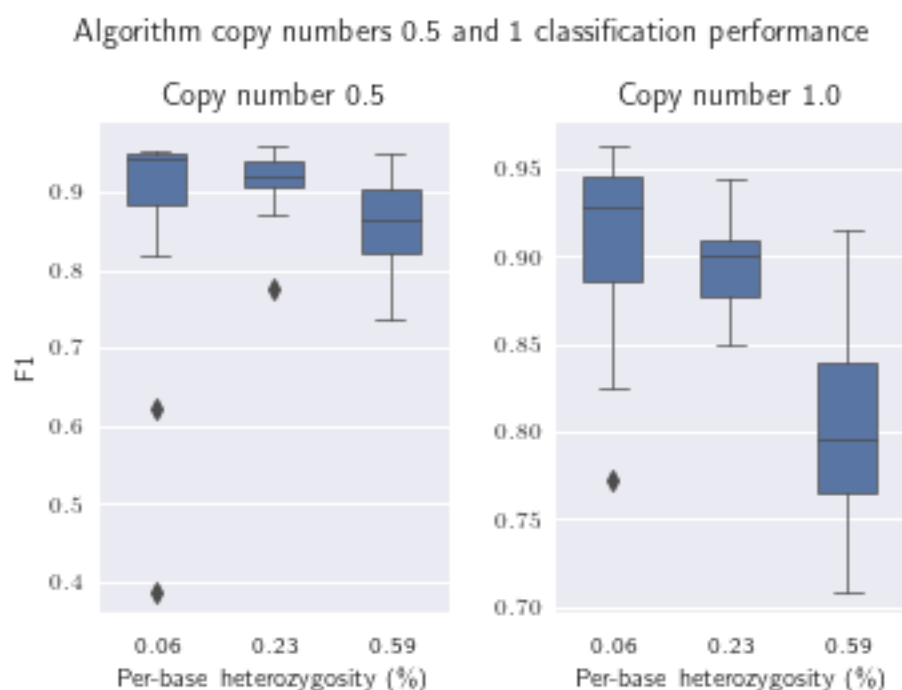 Algorithm copy numbers 0.5 and 1 classification performance
Copy number 0.5
0.9
0.8
0.7
0.6
0.5
0.4
F1
0.06 0.23 0.59
Per-base heterozygosity (%)
Copy number 1.0
0.95
0.90
0.85
0.80
0.75
0.70
0.06 0.23 0.59
Per-base heterozygosity (%)